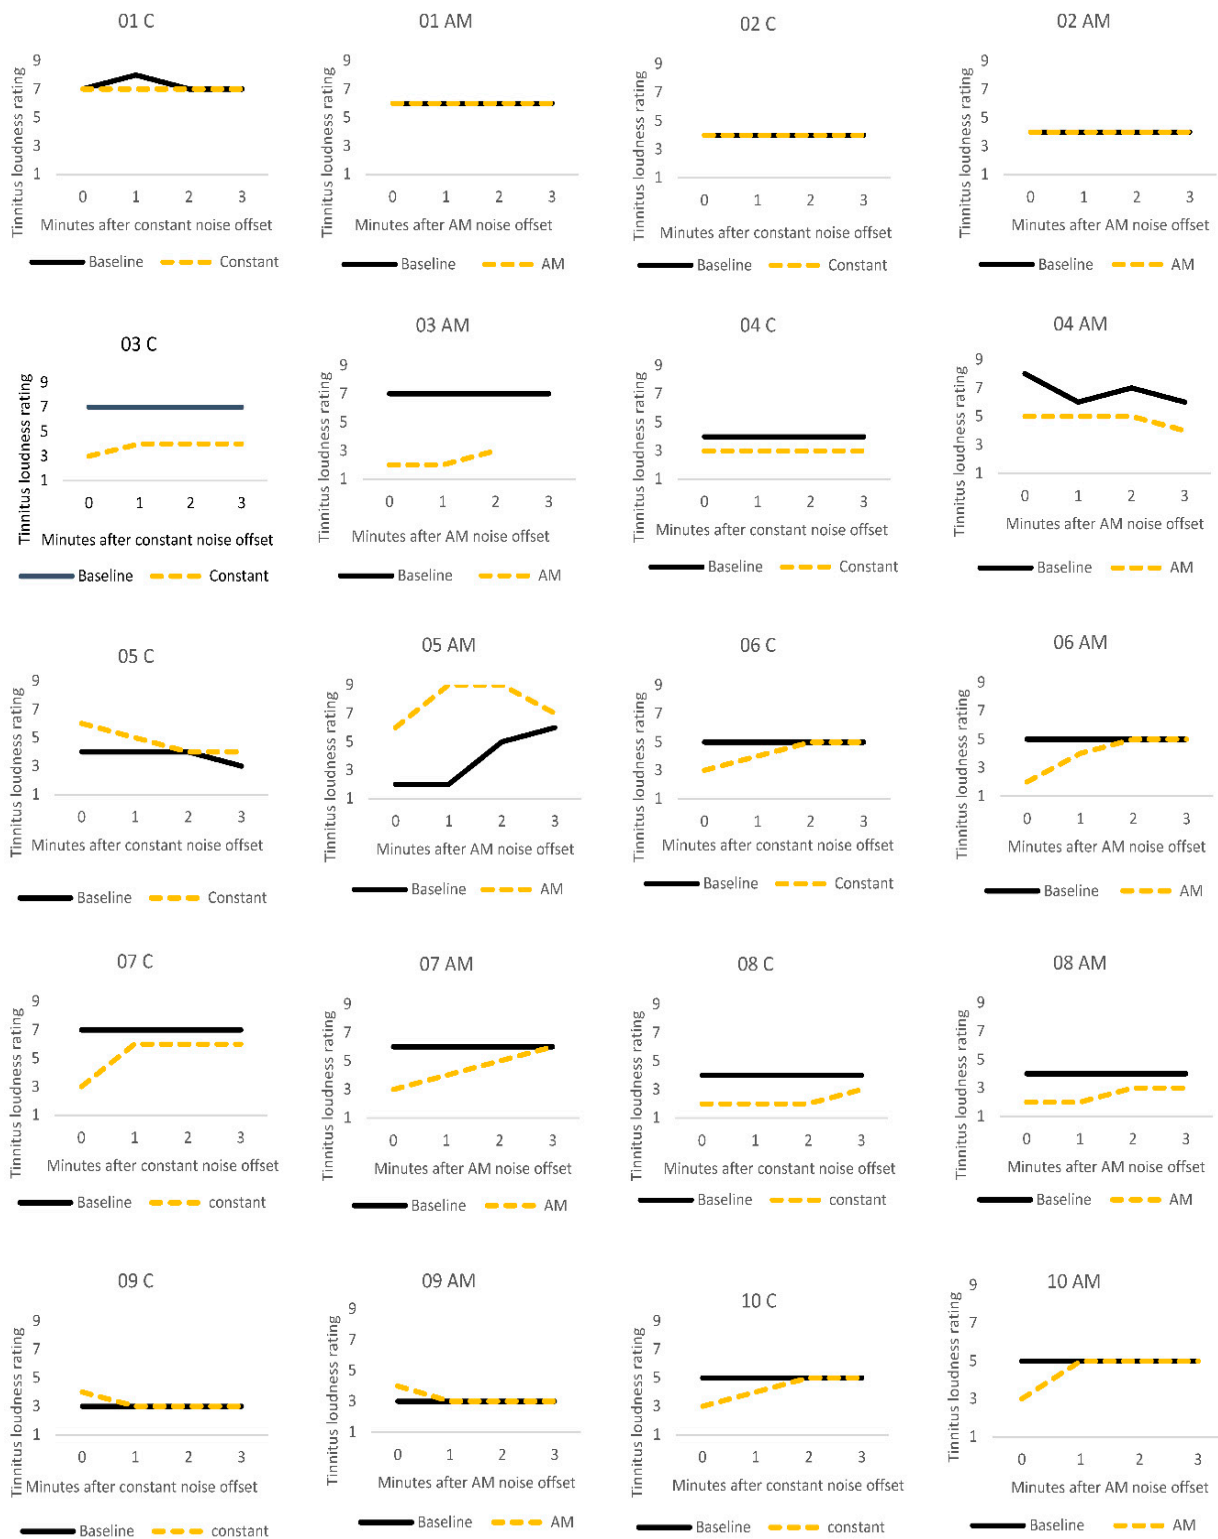 01 C
Tinnitus loudness rating
9
7
5
3
1
0 1 2 3
Minutes after constant noise offset
Baseline Constant
01 AM
Tinnitus loudness rating
9
7
5
3
1
0 1 2 3
Minutes after AM noise offset
Baseline AM
02 C
Tinnitus loudness rating
9
7
5
3
1
0 1 2 3
Minutes after constant noise offset
Baseline Constant
02 AM
Tinnitus loudness rating
9
7
5
3
1
0 1 2 3
Minutes after AM noise offset
Baseline AM
03 C
Tinnitus loudness rating
9
7
5
3
1
0 1 2 3
Minutes after constant noise offset
Baseline Constant
03 AM
Tinnitus loudness rating
9
7
5
3
1
0 1 2 3
Minutes after AM noise offset
Baseline AM
04 C
Tinnitus loudness rating
9
7
5
3
1
0 1 2 3
Minutes after constant noise offset
Baseline Constant
04 AM
Tinnitus loudness rating
9
7
5
3
1
0 1 2 3
Minutes after AM noise offset
Baseline AM
05 C
Tinnitus loudness rating
9
7
5
3
1
0 1 2 3
Minutes after constant noise offset
Baseline Constant
05 AM
Tinnitus loudness rating
9
7
5
3
1
0 1 2 3
Minutes after AM noise offset
Baseline AM
06 C
Tinnitus loudness rating
9
7
5
3
1
0 1 2 3
Minutes after constant noise offset
Baseline Constant
06 AM
Tinnitus loudness rating
9
7
5
3
1
0 1 2 3
Minutes after AM noise offset
Baseline AM
07 C
Tinnitus loudness rating
9
7
5
3
1
0 1 2 3
Minutes after constant noise offset
Baseline constant
07 AM
Tinnitus loudness rating
9
7
5
3
1
0 1 2 3
Minutes after AM noise offset
Baseline AM
08 C
Tinnitus loudness rating
9
7
5
3
1
0 1 2 3
Minutes after constant noise offset
Baseline constant
08 AM
Tinnitus loudness rating
9
7
5
3
1
0 1 2 3
Minutes after AM noise offset
Baseline AM
09 C
Tinnitus loudness rating
9
7
5
3
1
0 1 2 3
Minutes after constant noise offset
Baseline constant
09 AM
Tinnitus loudness rating
9
7
5
3
1
0 1 2 3
Minutes after AM noise offset
Baseline AM
10 C
Tinnitus loudness rating
9
7
5
3
1
0 1 2 3
Minutes after constant noise offset
Baseline constant
10 AM
Tinnitus loudness rating
9
7
5
3
1
0 1 2 3
Minutes after AM noise offset
Baseline AM